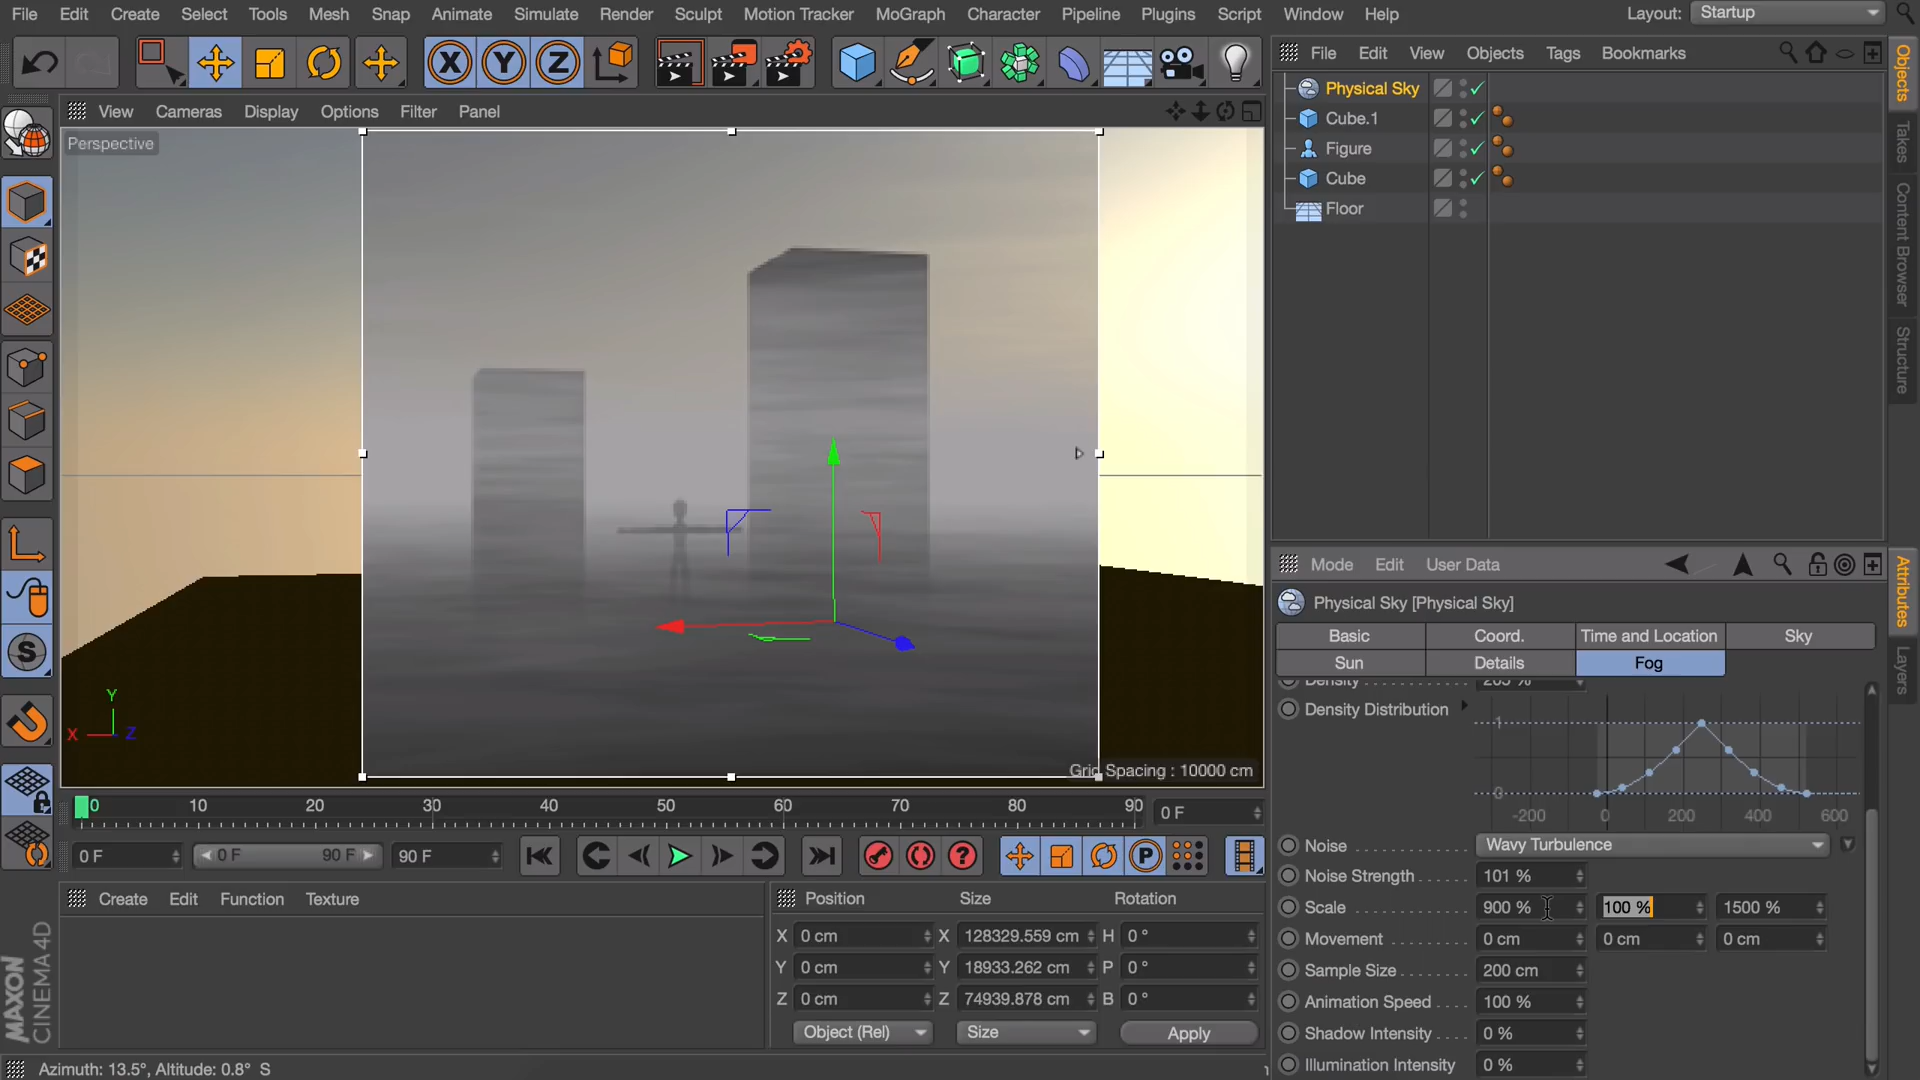 File Edit Create Select Tools Mesh Snap Animate Simulate Render Sculpt Motion Tracker MoGraph Character Pipeline Plugins Script Window Help Layout: Startup
X Y Z
File Edit View Objects Tags Bookmarks
View Cameras Display Options Filter Panel
Perspective
Physical Sky
Cube.1
Figure
Cube
Floor
Objects
Takes
Content Browser
Structure
Y
X Z
Grid Spacing : 10000 cm
0 10 20 30 40 50 60 70 80 90 0 F
0 F 0 F 90 F 90 F
P
Create Edit Function Texture
Position Size Rotation
X 0 cm X 128329.559 cm H 0 °
Y 0 cm Y 18933.262 cm P 0 °
Z 0 cm Z 74939.878 cm B 0 °
Object (Rel) Size Apply
MAXON
CINEMA 4D
Azimuth: 13.5°, Altitude: 0.8° S
Mode Edit User Data
Attributes
Layers
Physical Sky [Physical Sky]
Basic Coord. Time and Location Sky
Sun Details Fog
Density 205 %
Density Distribution
1
0
-200 0 200 400 600
Noise Wavy Turbulence
Noise Strength 101 %
Scale 900 % 100 % 1500 %
Movement 0 cm 0 cm 0 cm
Sample Size 200 cm
Animation Speed 100 %
Shadow Intensity 0 %
Illumination Intensity 0 %